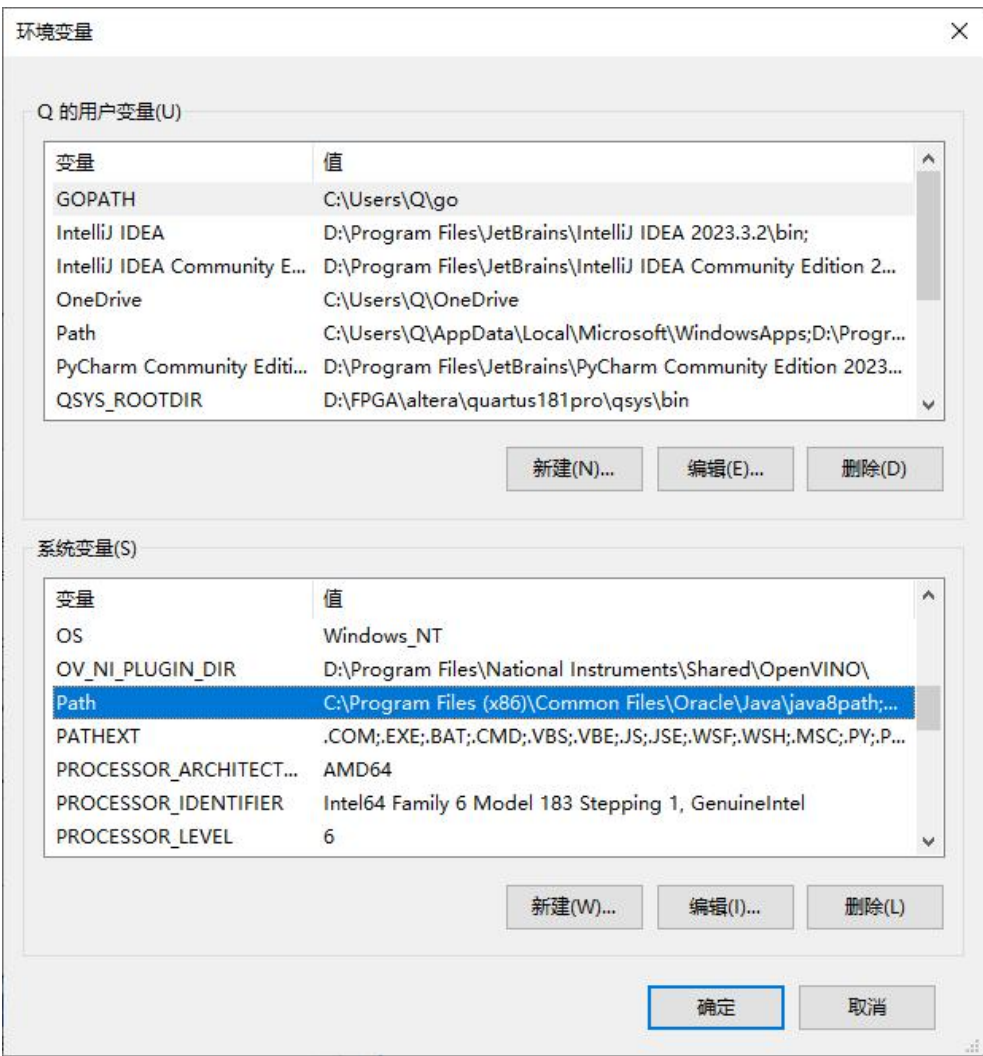 环境变量
Q 的用户变量(U)
变量 值
GOPATH C:\Users\Q\go
IntelliJ IDEA D:\Program Files\JetBrains\IntelliJ IDEA 2023.3.2\bin;
IntelliJ IDEA Community E... D:\Program Files\JetBrains\IntelliJ IDEA Community Edition 2...
OneDrive C:\Users\Q\OneDrive
Path C:\Users\Q\AppData\Local\Microsoft\WindowsApps;D:\Progr...
PyCharm Community Editi... D:\Program Files\JetBrains\PyCharm Community Edition 2023...
QSYS_ROOTDIR D:\FPGA\altera\quartus181pro\qsys\bin
新建(N)... 编辑(E)... 删除(D)
系统变量(S)
变量 值
OS Windows_NT
OV_NI_PLUGIN_DIR D:\Program Files\National Instruments\Shared\OpenVINO\
Path C:\Program Files (x86)\Common Files\Oracle\Java\java8path;...
PATHEXT .COM;.EXE;.BAT;.CMD;.VBS;.VBE;.JS;.JSE;.WSF;.WSH;.MSC;.PY;.P...
PROCESSOR_ARCHITECT... AMD64
PROCESSOR_IDENTIFIER Intel64 Family 6 Model 183 Stepping 1, GenuineIntel
PROCESSOR_LEVEL 6
新建(W)... 编辑(I)... 删除(L)
确定 取消